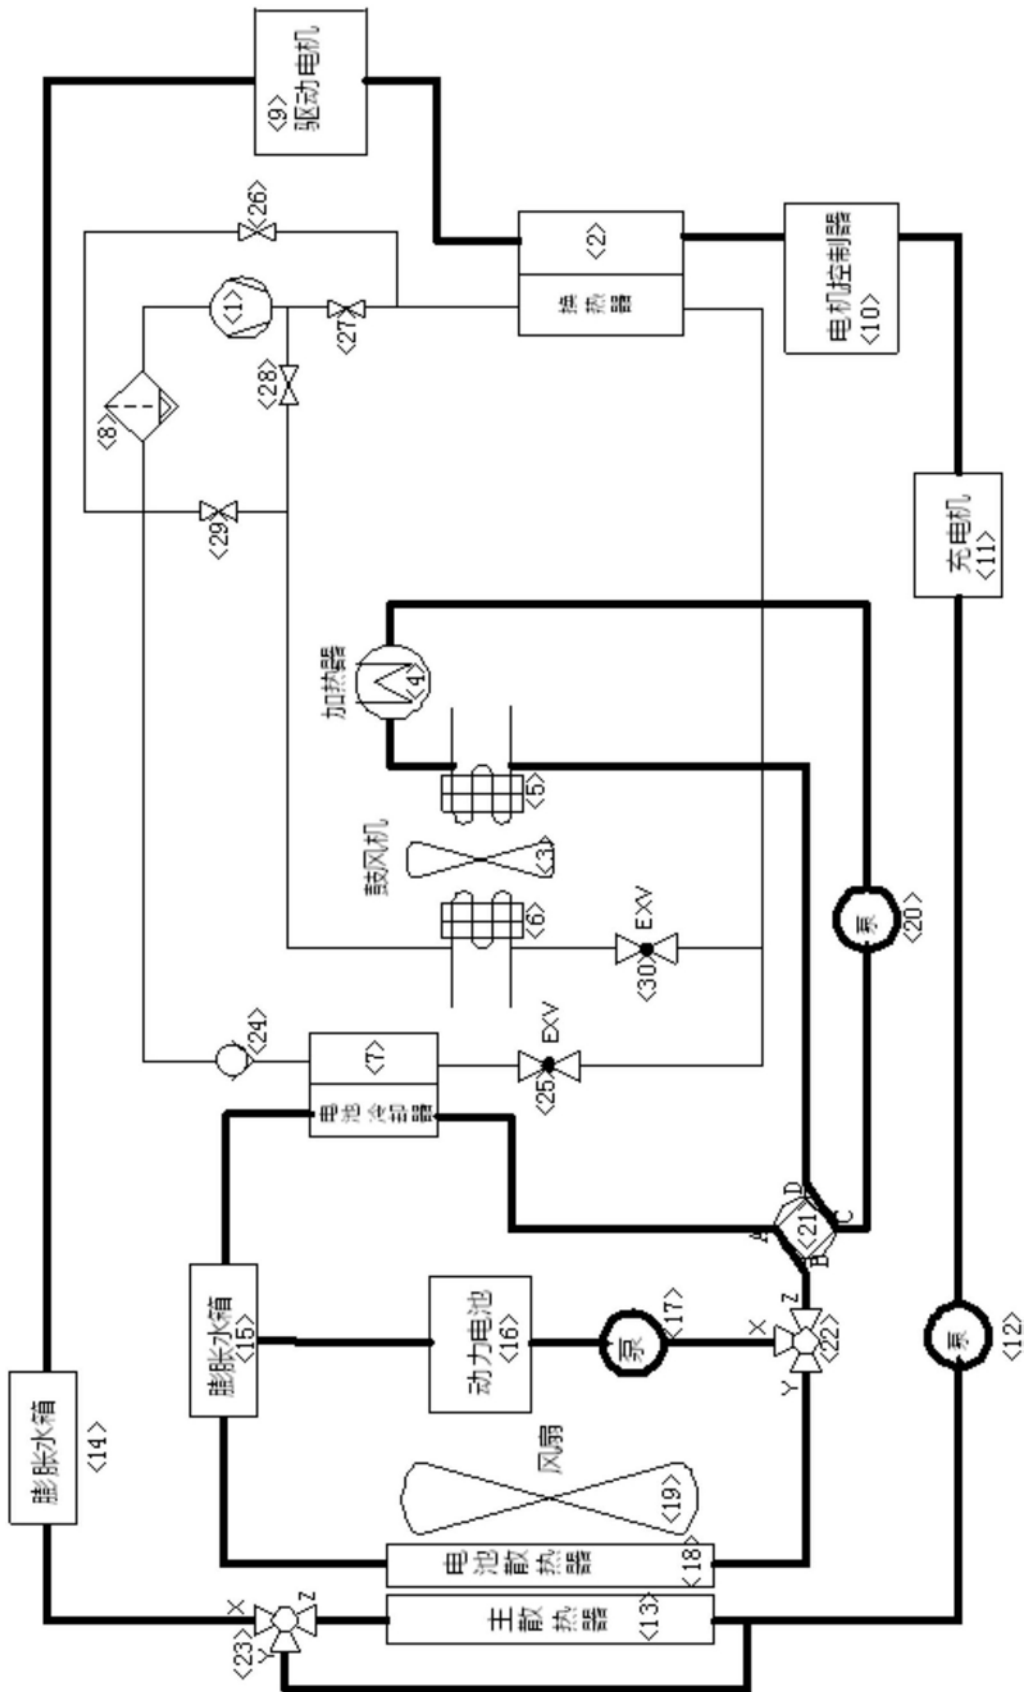 膨胀水箱
<14>
<8>
膨胀水箱
<15>
<29>
<24>
<1>
<26>
<28>
<27>
<9>
驱动电机
X
<23>
Y
Z
加热器
<4>
鼓风机
电池冷却器
<7>
动力电池
<16>
电池散热器
<18>
主散热器
<13>
<6>
<3>
<5>
风扇
<19>
EXV
<25>
EXV
<30>
换热器
<2>
泵
<17>
X
Y
Z
<22>
A
B
C
D
<21>
电机控制器
<10>
泵
<20>
充电机
<11>
泵
<12>